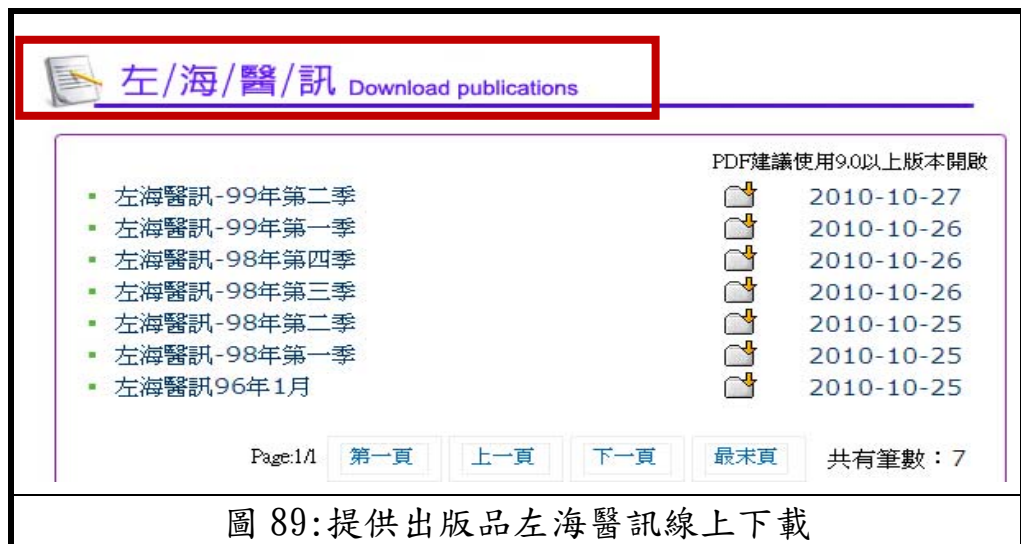 左/海/醫/訊 Download publications
PDF建議使用9.0以上版本開啟
左海醫訊-99年第二季 2010-10-27
左海醫訊-99年第一季 2010-10-26
左海醫訊-98年第四季 2010-10-26
左海醫訊-98年第三季 2010-10-26
左海醫訊-98年第二季 2010-10-25
左海醫訊-98年第一季 2010-10-25
左海醫訊96年1月 2010-10-25
Page:1/1 第一頁 上一頁 下一頁 最末頁 共有筆數：7
圖 89:提供出版品左海醫訊線上下載